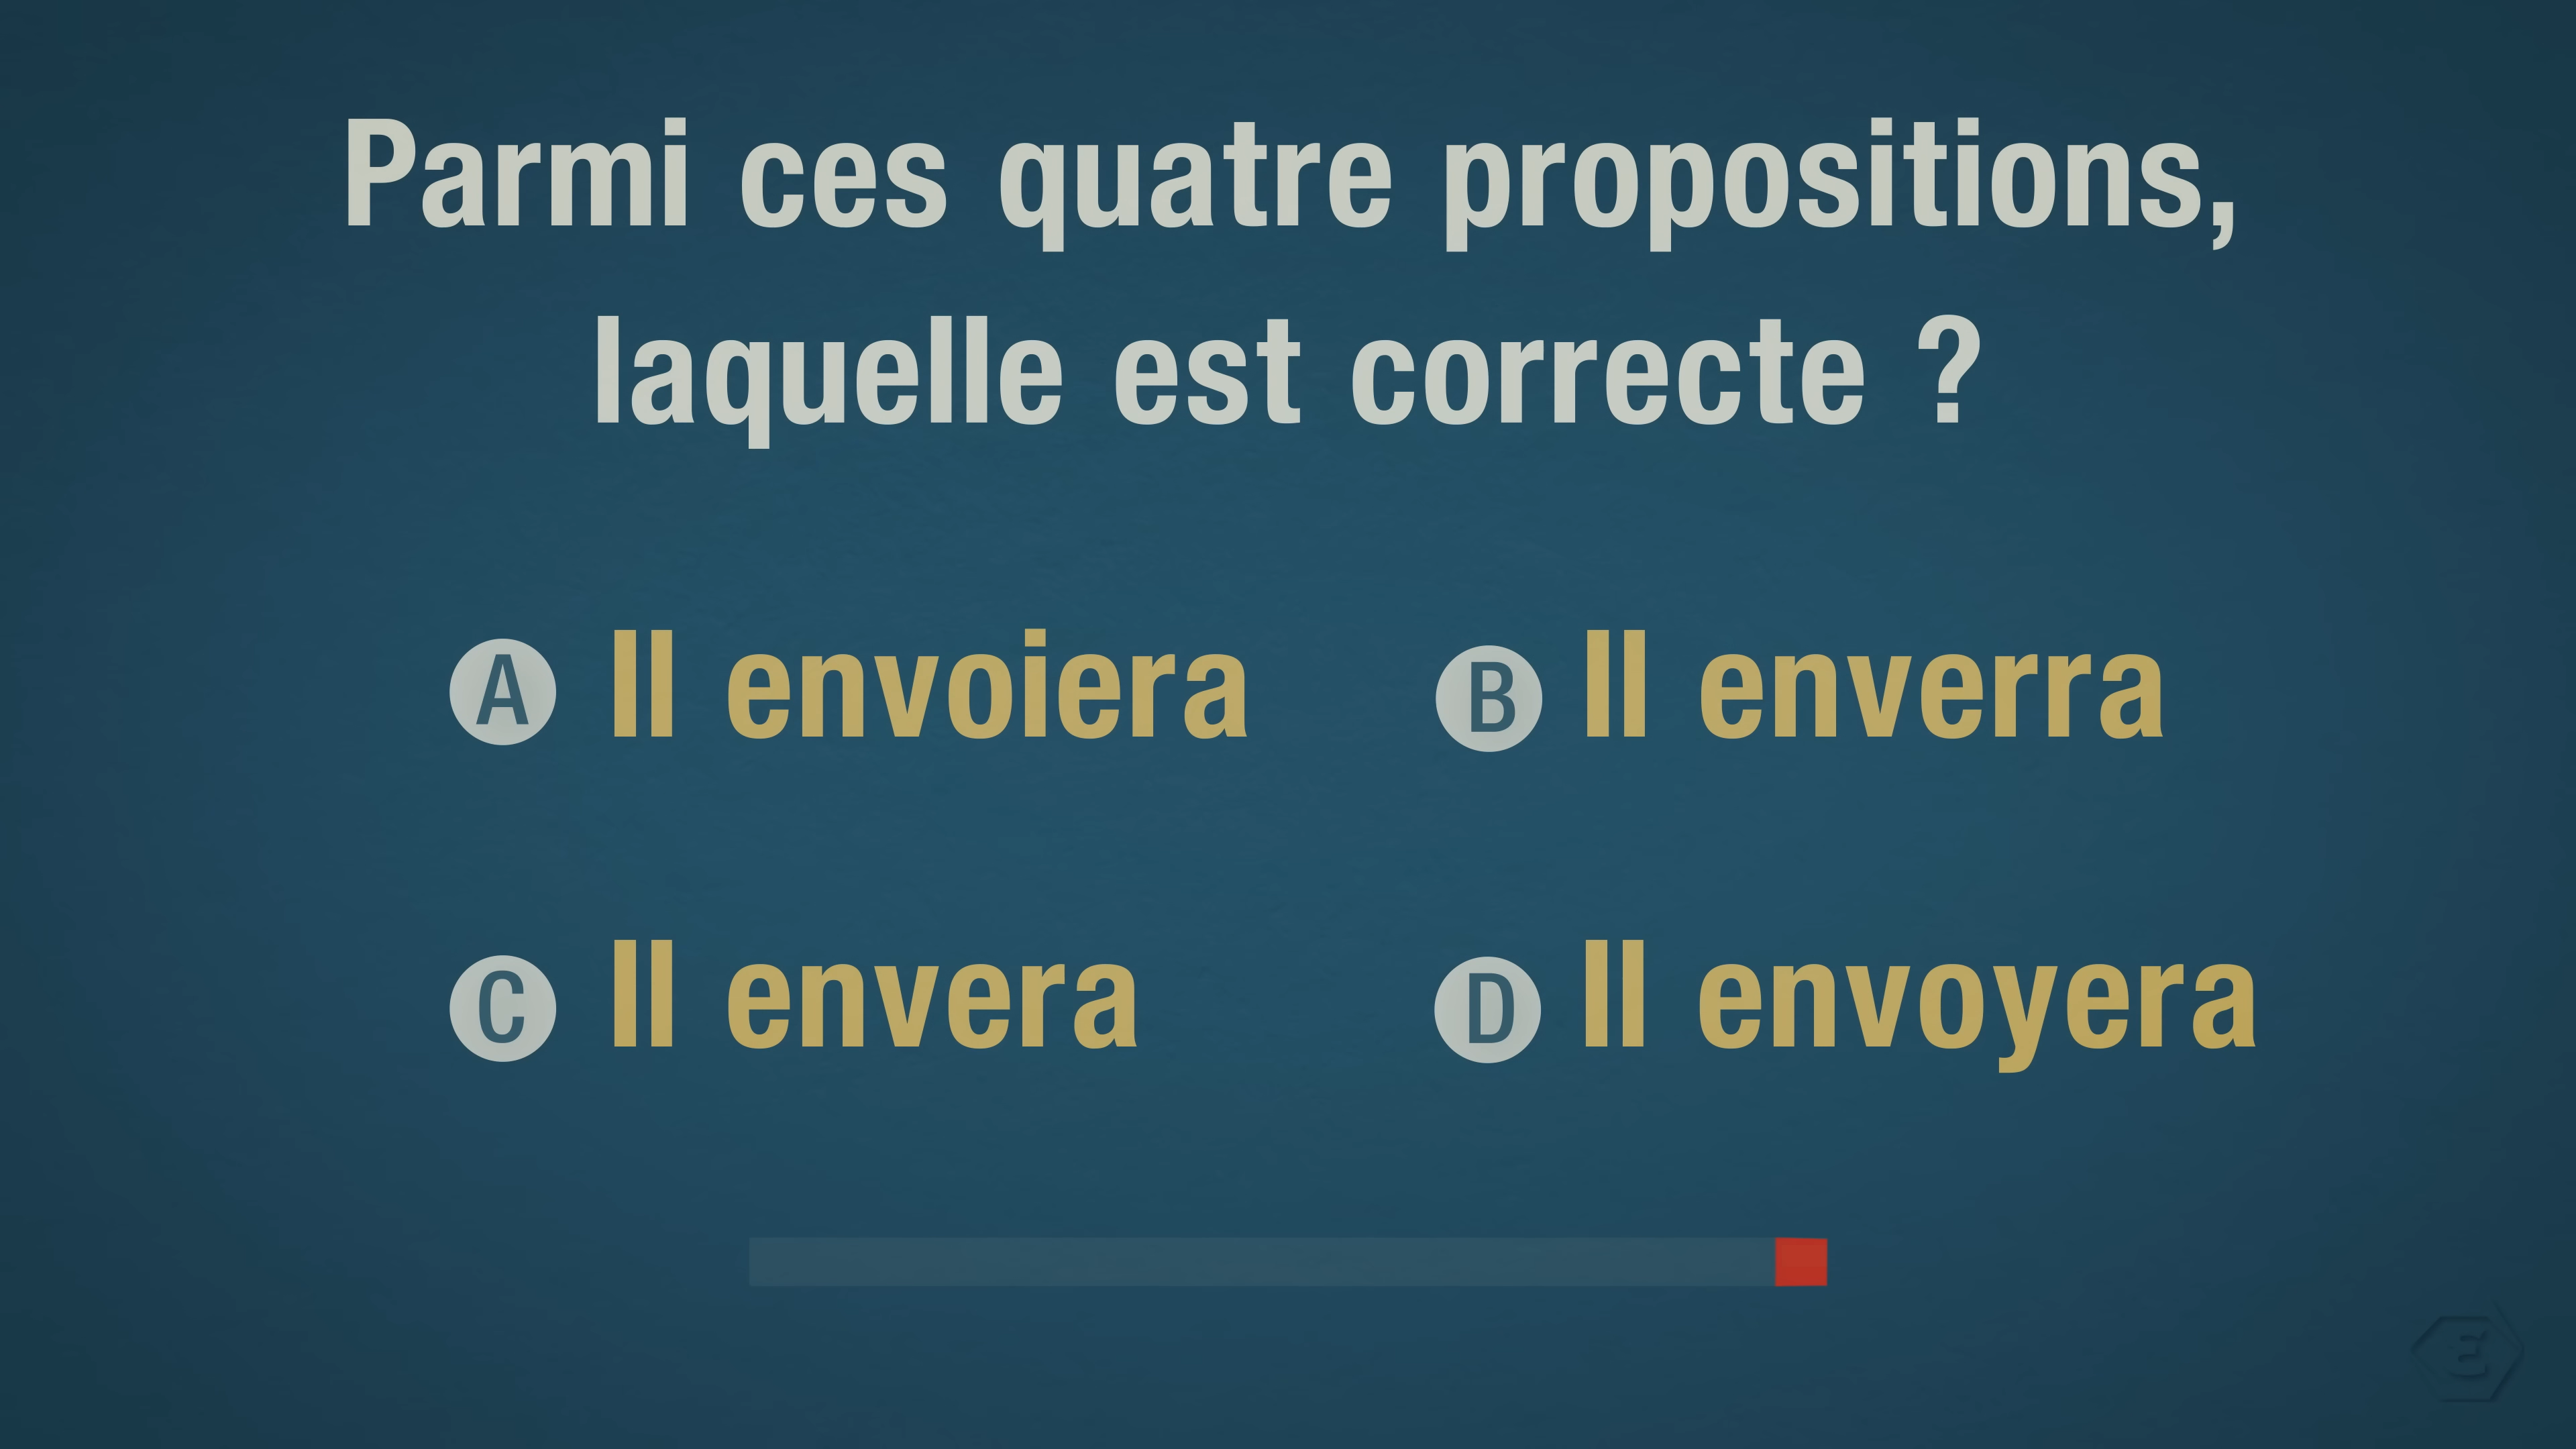 Parmi ces quatre propositions,
laquelle est correcte ?
A Il envoiera
B Il enverra
C Il envera
D Il envoyera
E